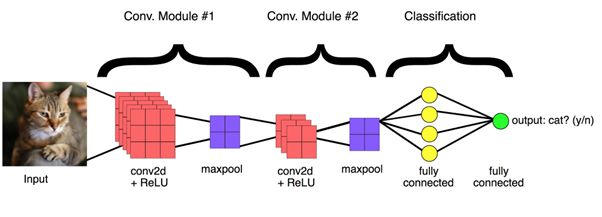 Conv. Module #1
Conv. Module #2
Classification
Input
conv2d
+ ReLU
maxpool
conv2d
+ ReLU
maxpool
fully
connected
fully
connected
output: cat? (y/n)